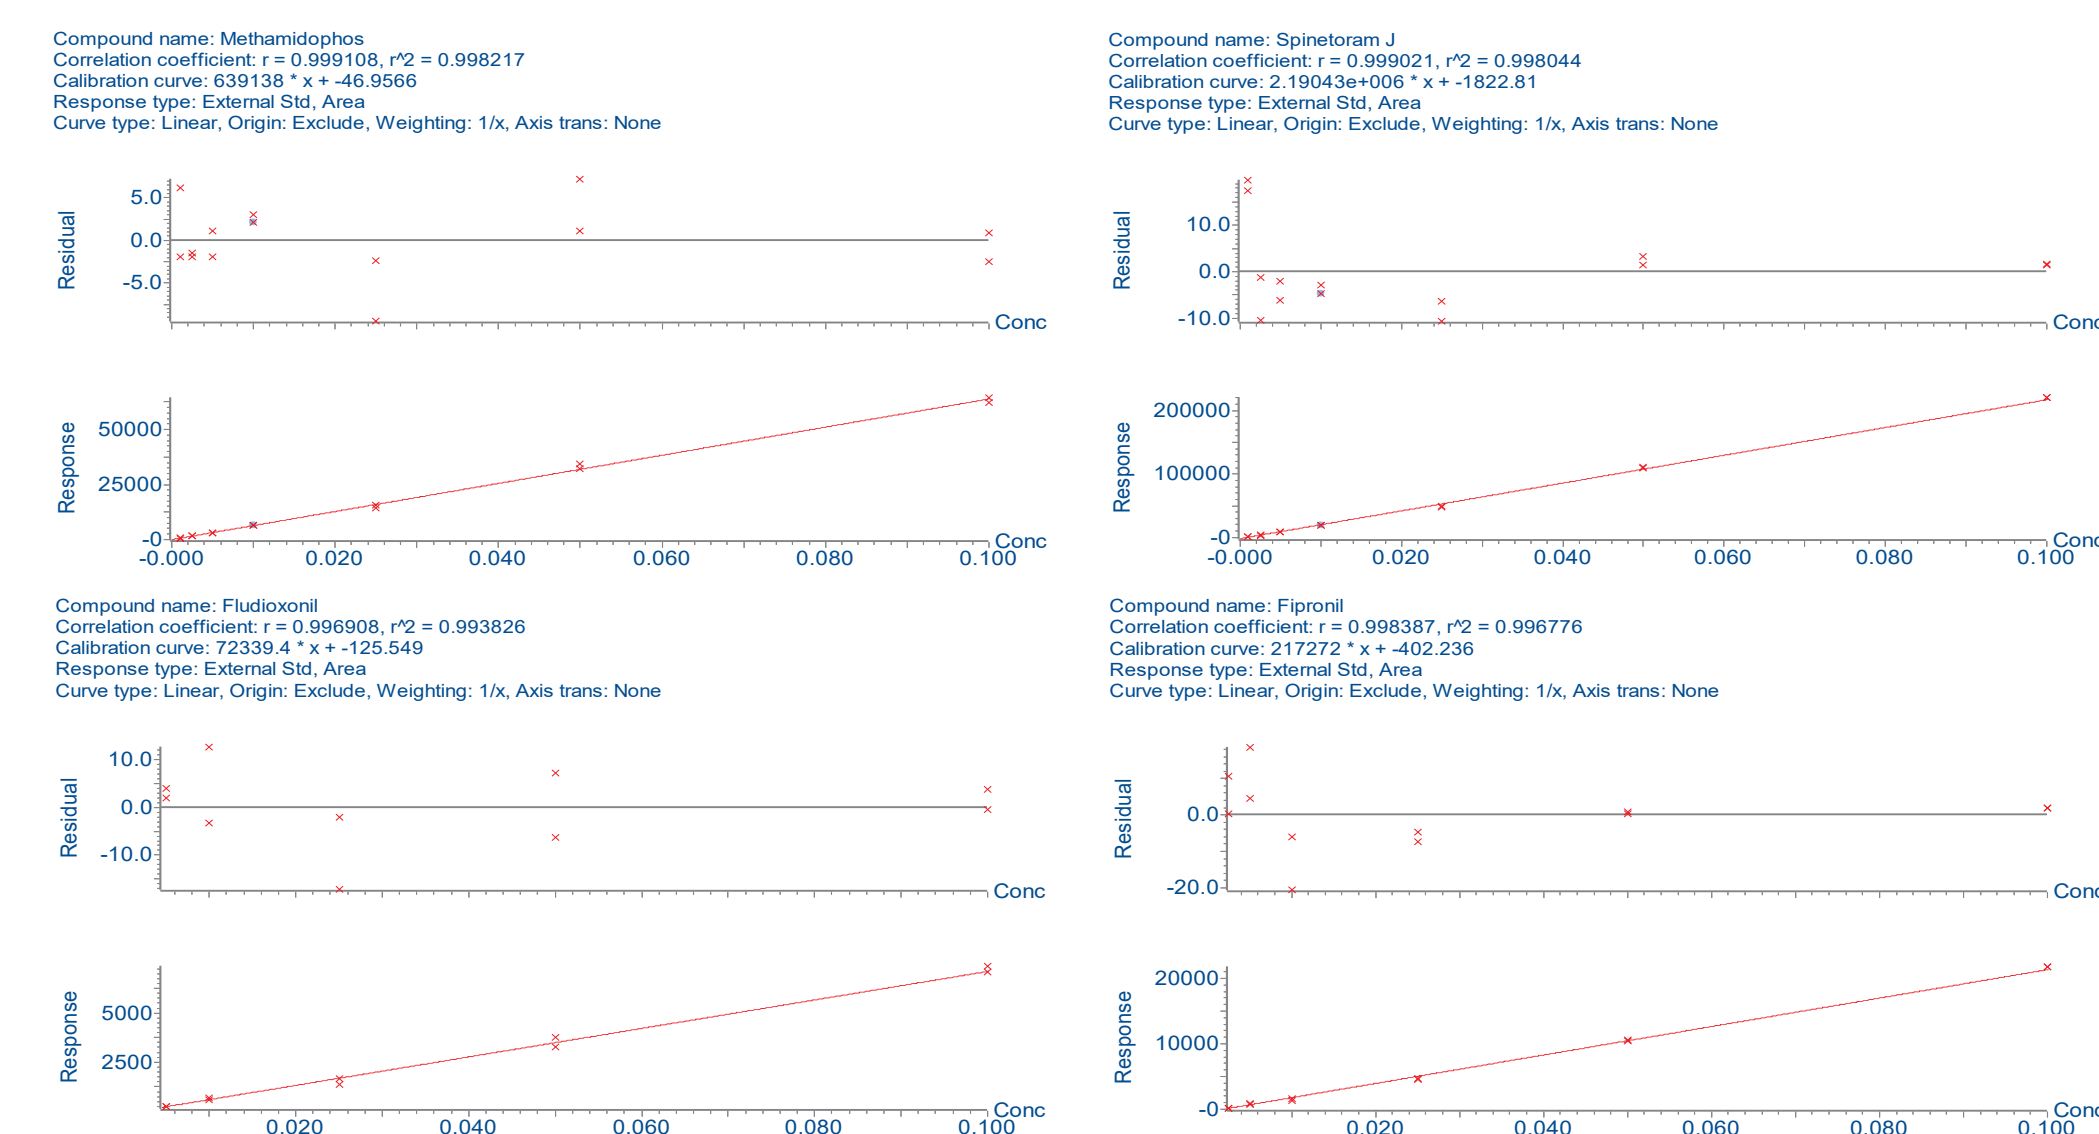 Compound name: Methamidophos
Correlation coefficient: r = 0.999108, r^2 = 0.998217
Calibration curve: 639138 * x + -46.9566
Response type: External Std, Area
Curve type: Linear, Origin: Exclude, Weighting: 1/x, Axis trans: None
Residual
5.0
0.0
-5.0
Conc
Response
50000
25000
-0
Conc
-0.000 0.020 0.040 0.060 0.080 0.100
Compound name: Spinetoram J
Correlation coefficient: r = 0.999021, r^2 = 0.998044
Calibration curve: 2.19043e+006 * x + -1822.81
Response type: External Std, Area
Curve type: Linear, Origin: Exclude, Weighting: 1/x, Axis trans: None
Residual
10.0
0.0
-10.0
Conc
Response
200000
100000
-0
Conc
-0.000 0.020 0.040 0.060 0.080 0.100
Compound name: Fludioxonil
Correlation coefficient: r = 0.996908, r^2 = 0.993826
Calibration curve: 72339.4 * x + -125.549
Response type: External Std, Area
Curve type: Linear, Origin: Exclude, Weighting: 1/x, Axis trans: None
Residual
10.0
0.0
-10.0
Conc
Response
5000
2500
Conc
0.020 0.040 0.060 0.080 0.100
Compound name: Fipronil
Correlation coefficient: r = 0.998387, r^2 = 0.996776
Calibration curve: 217272 * x + -402.236
Response type: External Std, Area
Curve type: Linear, Origin: Exclude, Weighting: 1/x, Axis trans: None
Residual
0.0
-20.0
Conc
Response
20000
10000
-0
Conc
0.020 0.040 0.060 0.080 0.100